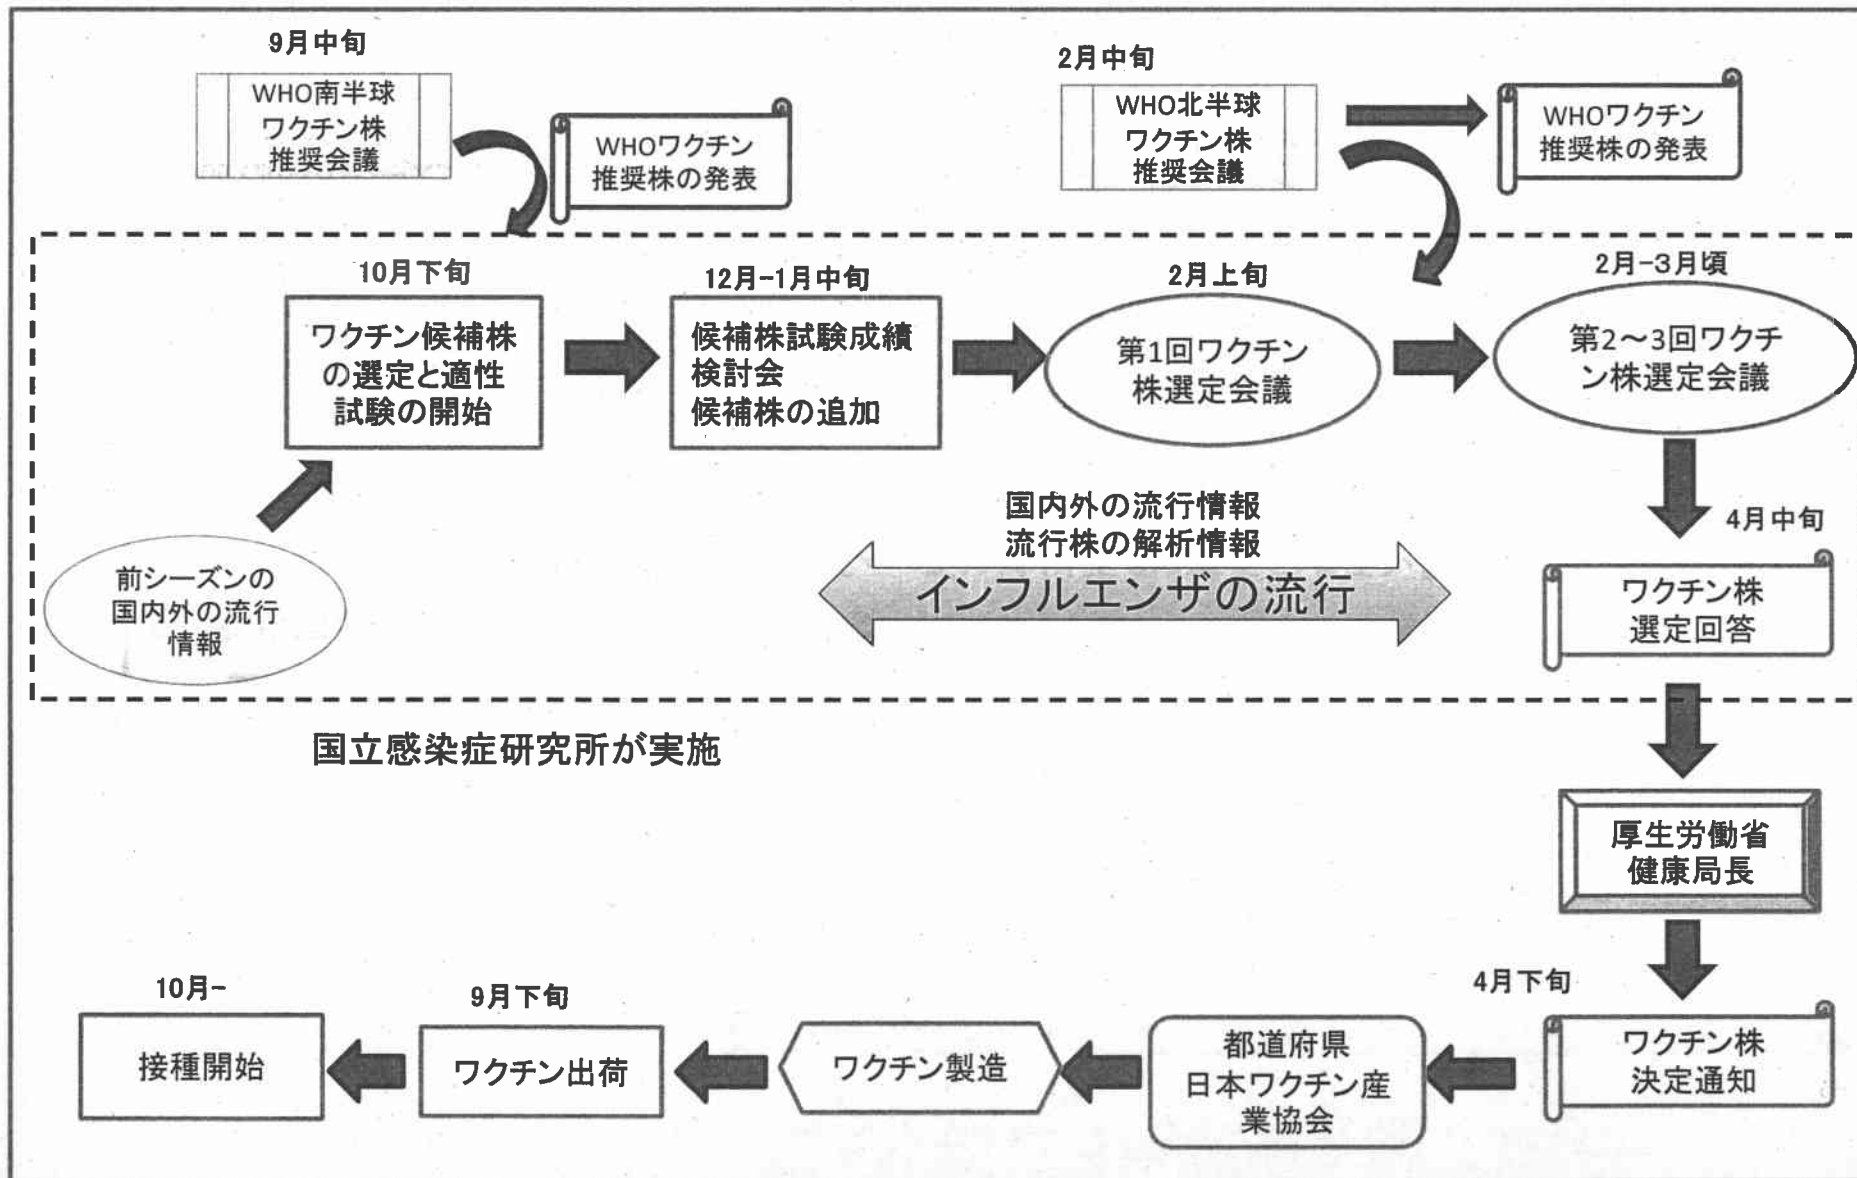 9月中旬
WHO南半球
ワクチン株
推奨会議
WHOワクチン
推奨株の発表
2月中旬
WHO北半球
ワクチン株
推奨会議
WHOワクチン
推奨株の発表
10月下旬
ワクチン候補株
の選定と適性
試験の開始
12月-1月中旬
候補株試験成績
検討会
候補株の追加
2月上旬
第1回ワクチン
株選定会議
2月-3月頃
第2～3回ワクチ
ン株選定会議
前シーズンの
国内外の流行
情報
国内外の流行情報
流行株の解析情報
インフルエンザの流行
4月中旬
ワクチン株
選定回答
国立感染症研究所が実施
厚生労働省
健康局長
4月下旬
ワクチン株
決定通知
都道府県
日本ワクチン産
業協会
ワクチン製造
9月下旬
ワクチン出荷
10月-
接種開始